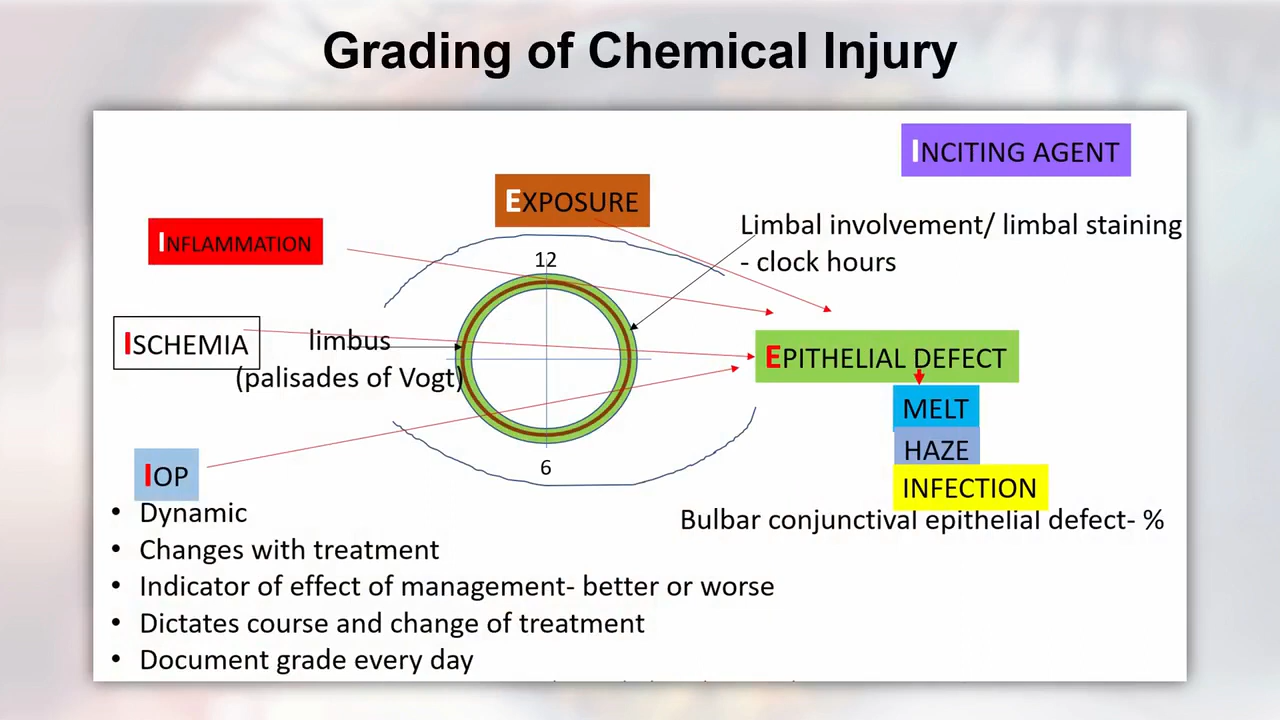 Grading of Chemical Injury
INCITING AGENT
EXPOSURE
INFLAMMATION
Limbal involvement/ limbal staining
- clock hours
12
ISCHEMIA
limbus
(palisades of Vogt)
EPITHELIAL DEFECT
MELT
HAZE
INFECTION
IOP
6
Bulbar conjunctival epithelial defect- %
• Dynamic
• Changes with treatment
• Indicator of effect of management- better or worse
• Dictates course and change of treatment
• Document grade every day